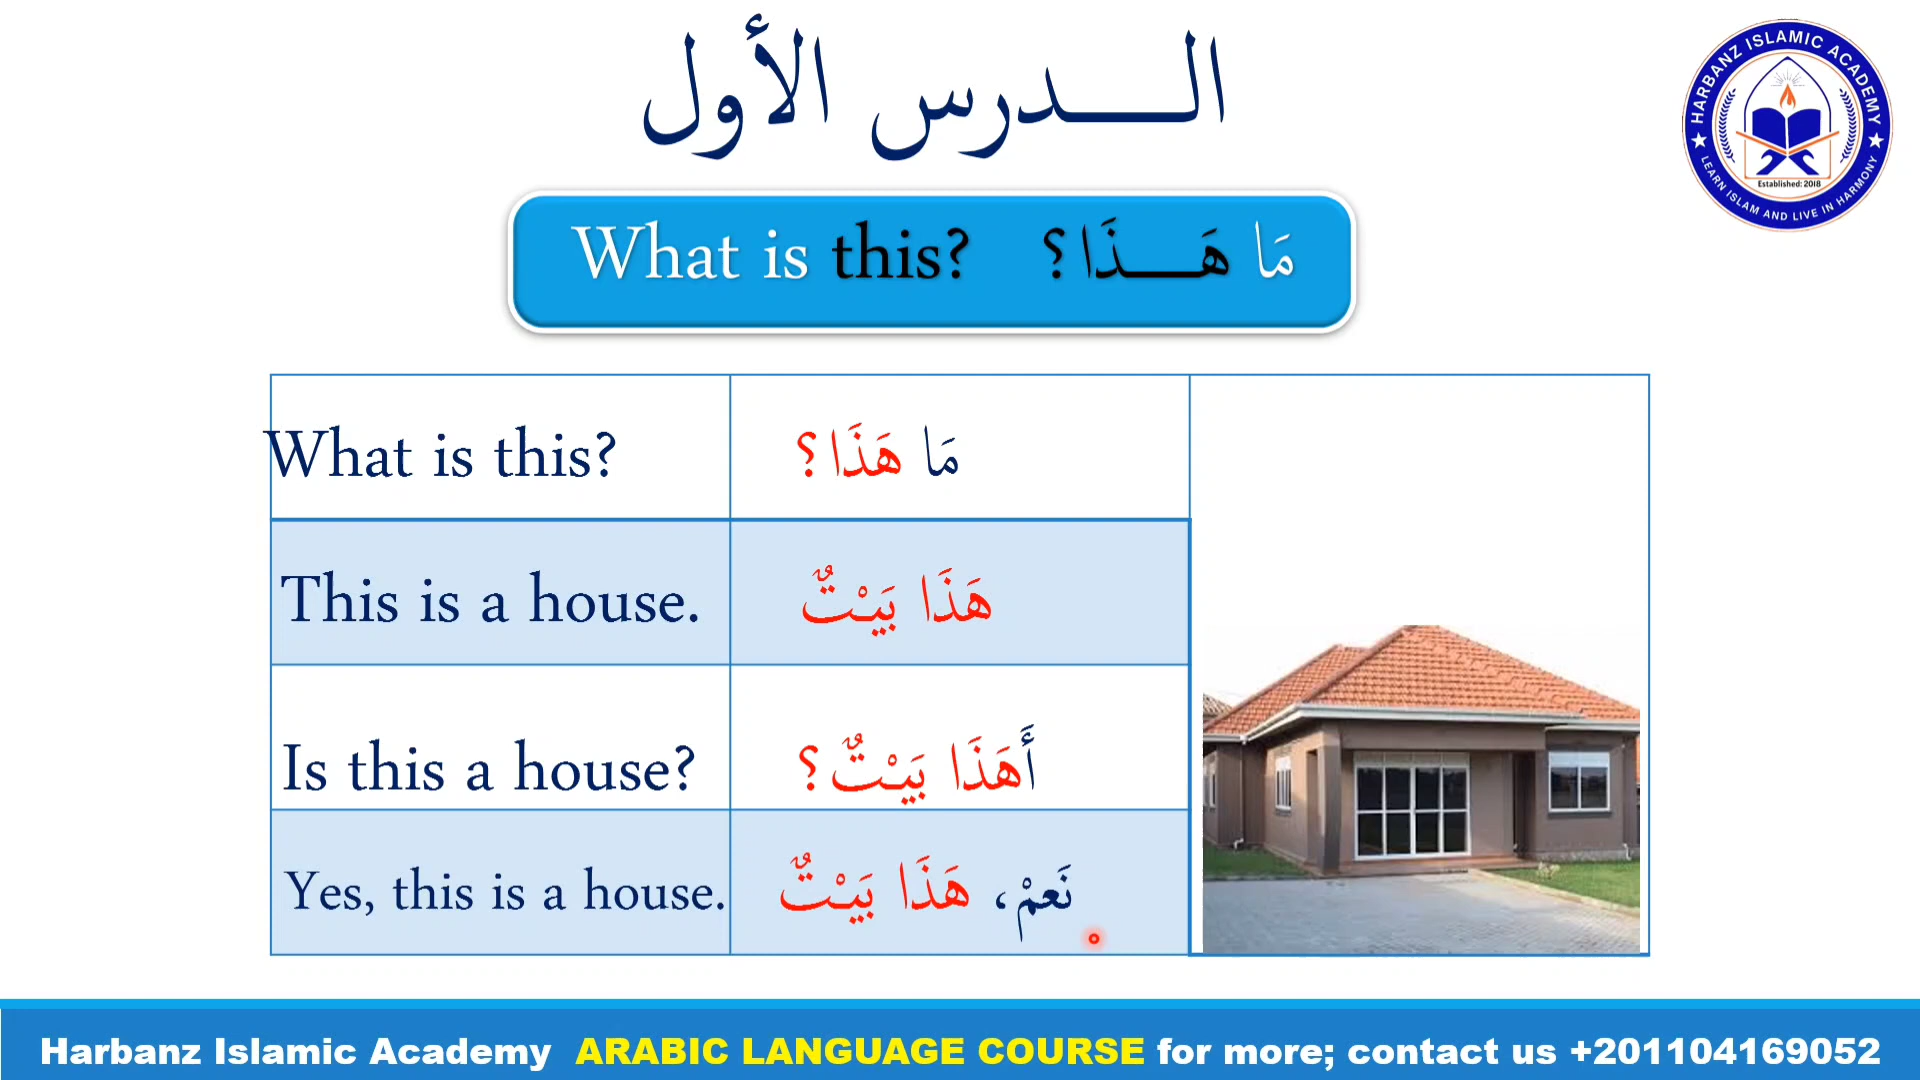 الـــدرس الأول
HARBANZ ISLAMIC ACADEMY
Established: 2018
LEARN ISLAM AND LIVE IN HARMONY
What is this? مَا هَـــذَا ؟
What is this? مَا هَذَا ؟
This is a house. هَذَا بَيْتٌ
Is this a house? أَهَذَا بَيْتٌ ؟
Yes, this is a house. نَعمْ، هَذَا بَيْتٌ
Harbanz Islamic Academy ARABIC LANGUAGE COURSE for more; contact us +201104169052